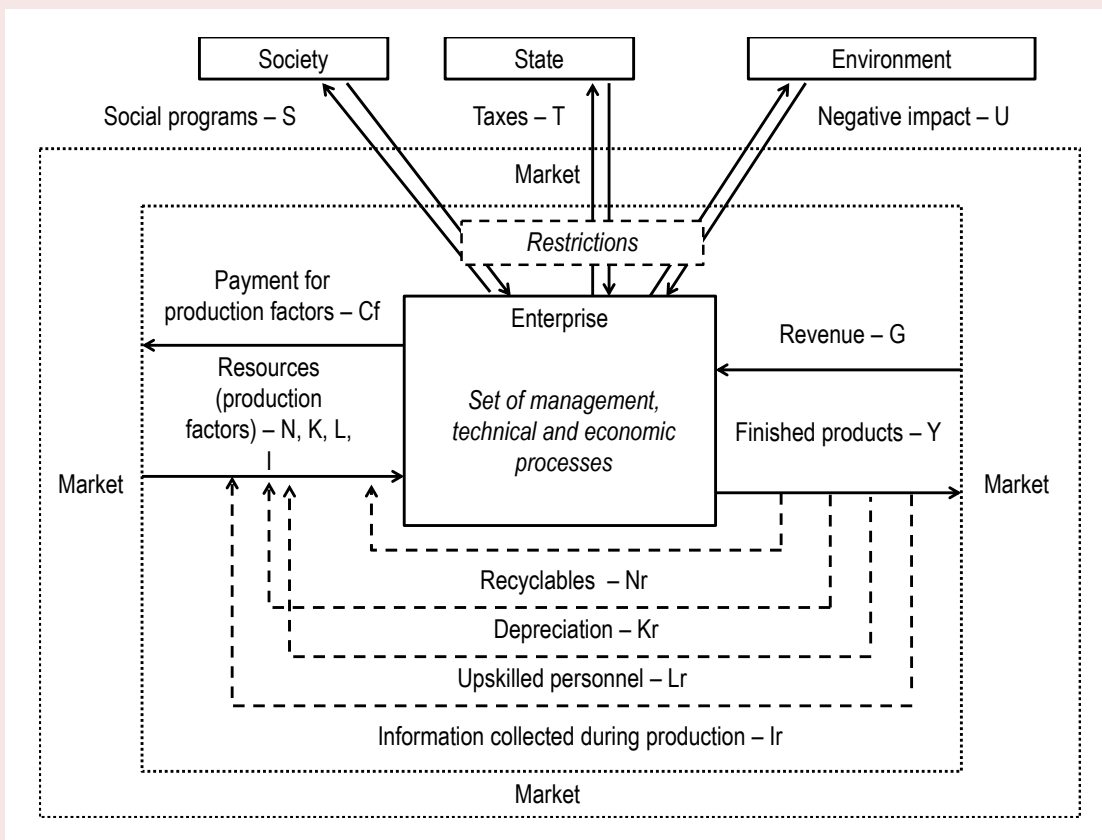 Society
State
Environment
Social programs – S
Taxes – T
Negative impact – U
Market
Restrictions
Payment for
production factors – Cf
Enterprise
Revenue – G
Resources
(production
factors) – N, K, L,
I
Set of management,
technical and economic
processes
Finished products – Y
Market
Market
Recyclables – Nr
Depreciation – Kr
Upskilled personnel – Lr
Information collected during production – Ir
Market